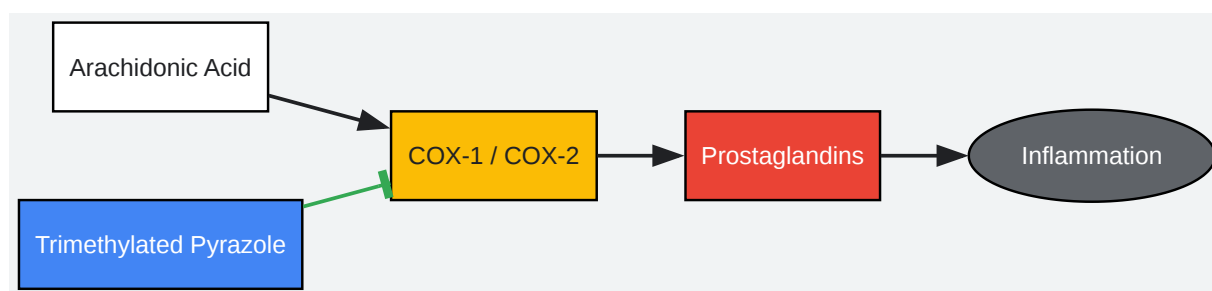 Arachidonic Acid
COX-1 / COX-2
Prostaglandins
Inflammation
Trimethylated Pyrazole